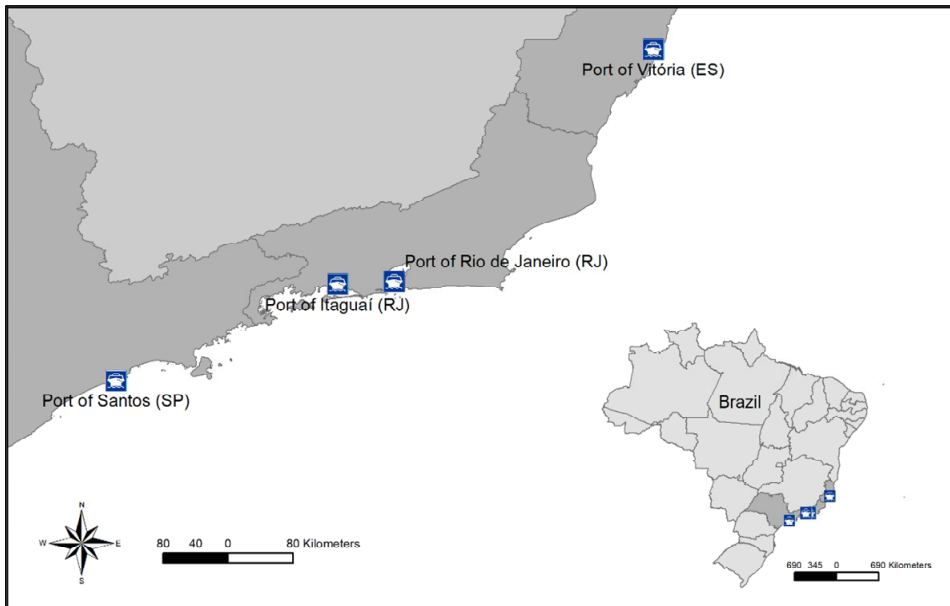 Port of Vitória (ES)
Port of Rio de Janeiro (RJ)
Port of Itaguaí (RJ)
Port of Santos (SP)
Brazil
N
W E
S
80 40 0 80 Kilometers
690 345 0 690 Kilometers